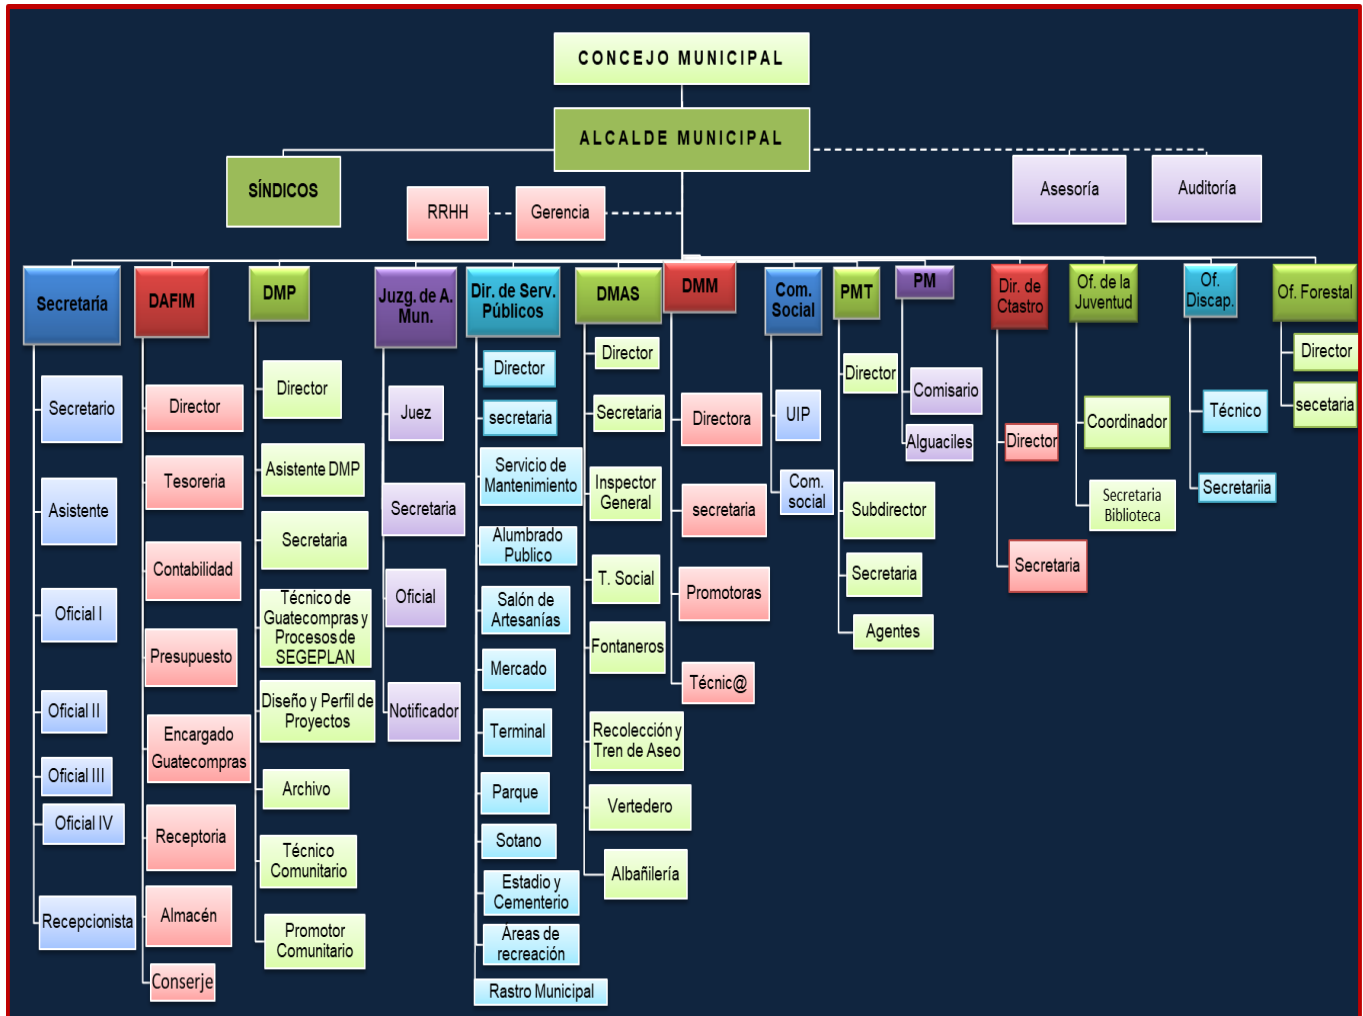 CONCEJO MUNICIPAL
ALCALDE MUNICIPAL
SÍNDICOS
RRHH
Gerencia
Asesoría
Auditoría
Secretaría
Secretario
Asistente
Oficial I
Oficial II
Oficial III
Oficial IV
Recepcionista
DAFIM
Director
Tesoreria
Contabilidad
Presupuesto
Encargado
Guatecompras
Receptoria
Almacén
Conserje
DMP
Director
Asistente DMP
Secretaria
Técnico de
Guatecompras y
Procesos de
SEGEPLAN
Diseño y Perfil de
Proyectos
Archivo
Técnico
Comunitario
Promotor
Comunitario
Juzg. de A.
Mun.
Juez
Secretaria
Oficial
Notificador
Dir. de Serv.
Públicos
Director
secretaria
Servicio de
Mantenimiento
Alumbrado
Publico
Salón de
Artesanías
Mercado
Terminal
Parque
Sotano
Estadio y
Cementerio
Áreas de
recreación
Rastro Municipal
DMAS
Director
Secretaria
Inspector
General
T. Social
Fontaneros
Recolección y
Tren de Aseo
Vertedero
Albañilería
DMM
Directora
secretaria
Promotoras
Técnic@
Com.
Social
UIP
Com.
social
PMT
Director
Subdirector
Secretaria
Agentes
PM
Comisario
Alguaciles
Dir. de
Ctastro
Director
Secretaria
Of. de la
Juventud
Coordinador
Secretaria
Biblioteca
Of.
Discap.
Técnico
Secretariia
Of. Forestal
Director
secetaria